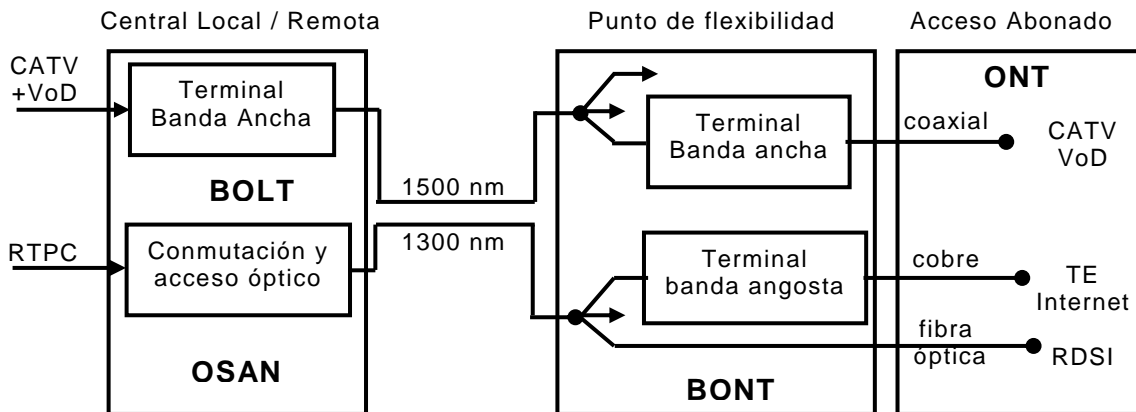 Central Local / Remota
Punto de flexibilidad
Acceso Abonado
CATV
+VoD
Terminal
Banda Ancha
BOLT
RTPC
Conmutación y
acceso óptico
OSAN
1500 nm
1300 nm
Terminal
Banda ancha
Terminal
banda angosta
BONT
ONT
coaxial
CATV
VoD
cobre
TE
Internet
fibra
óptica
RDSI